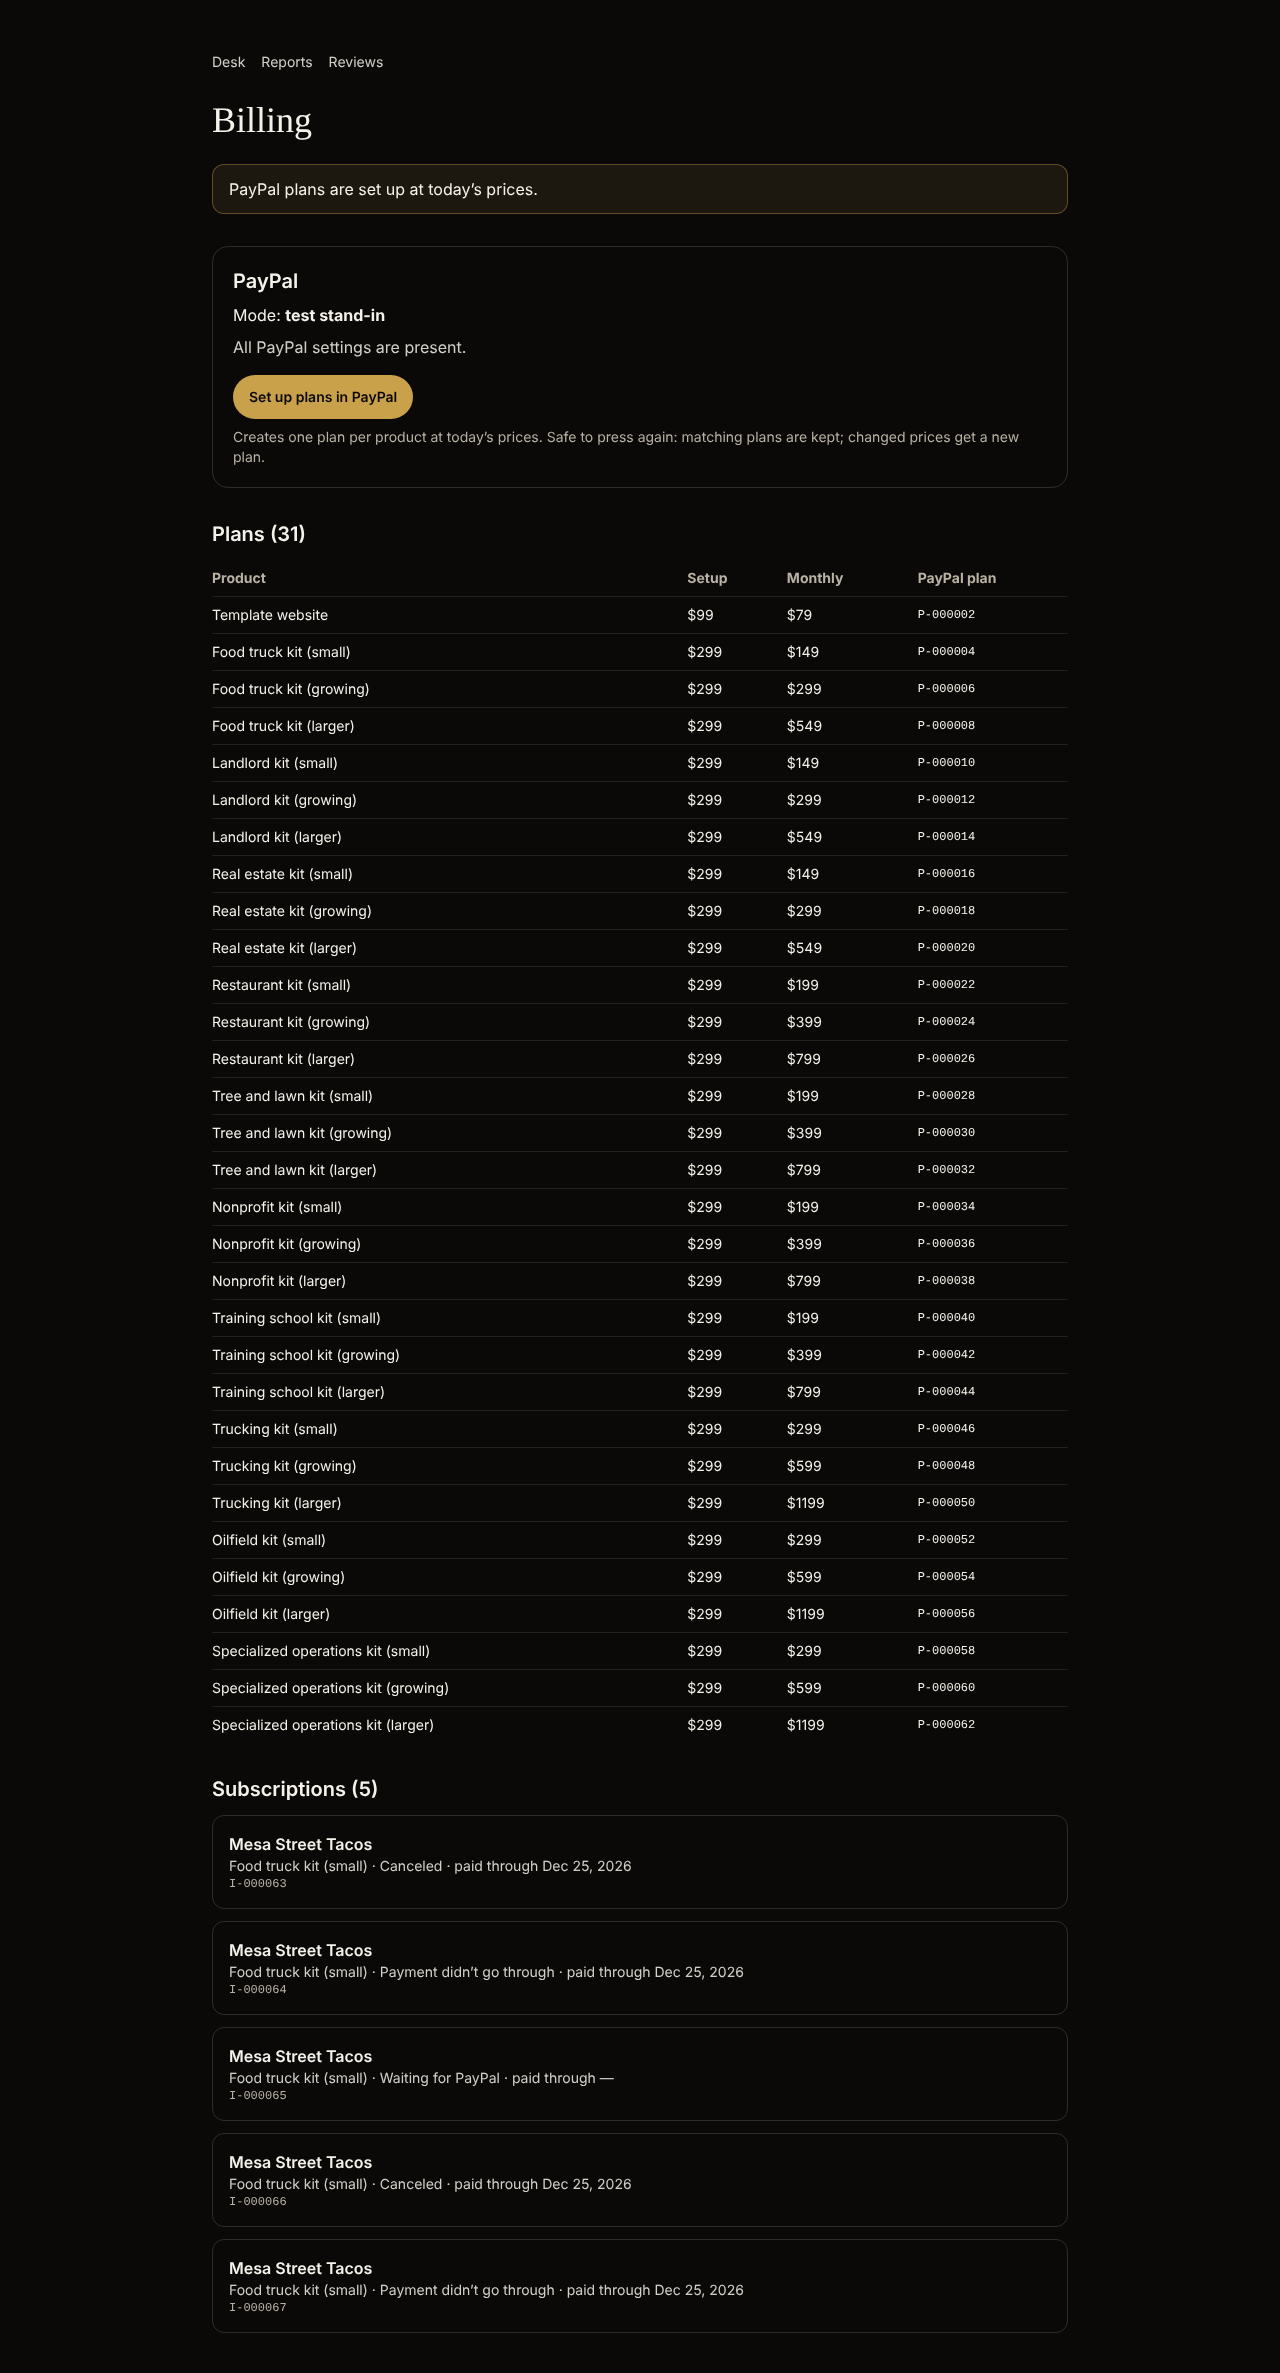 Desk Reports Reviews
Billing
PayPal plans are set up at today’s prices.
PayPal
Mode: test stand-in
All PayPal settings are present.
Set up plans in PayPal
Creates one plan per product at today’s prices. Safe to press again: matching plans are kept; changed prices get a new
plan.
Plans (31)
Product Setup Monthly PayPal plan
Template website $99 $79 P-000002
Food truck kit (small) $299 $149 P-000004
Food truck kit (growing) $299 $299 P-000006
Food truck kit (larger) $299 $549 P-000008
Landlord kit (small) $299 $149 P-000010
Landlord kit (growing) $299 $299 P-000012
Landlord kit (larger) $299 $549 P-000014
Real estate kit (small) $299 $149 P-000016
Real estate kit (growing) $299 $299 P-000018
Real estate kit (larger) $299 $549 P-000020
Restaurant kit (small) $299 $199 P-000022
Restaurant kit (growing) $299 $399 P-000024
Restaurant kit (larger) $299 $799 P-000026
Tree and lawn kit (small) $299 $199 P-000028
Tree and lawn kit (growing) $299 $399 P-000030
Tree and lawn kit (larger) $299 $799 P-000032
Nonprofit kit (small) $299 $199 P-000034
Nonprofit kit (growing) $299 $399 P-000036
Nonprofit kit (larger) $299 $799 P-000038
Training school kit (small) $299 $199 P-000040
Training school kit (growing) $299 $399 P-000042
Training school kit (larger) $299 $799 P-000044
Trucking kit (small) $299 $299 P-000046
Trucking kit (growing) $299 $599 P-000048
Trucking kit (larger) $299 $1199 P-000050
Oilfield kit (small) $299 $299 P-000052
Oilfield kit (growing) $299 $599 P-000054
Oilfield kit (larger) $299 $1199 P-000056
Specialized operations kit (small) $299 $299 P-000058
Specialized operations kit (growing) $299 $599 P-000060
Specialized operations kit (larger) $299 $1199 P-000062
Subscriptions (5)
Mesa Street Tacos
Food truck kit (small) · Canceled · paid through Dec 25, 2026
I-000063
Mesa Street Tacos
Food truck kit (small) · Payment didn’t go through · paid through Dec 25, 2026
I-000064
Mesa Street Tacos
Food truck kit (small) · Waiting for PayPal · paid through —
I-000065
Mesa Street Tacos
Food truck kit (small) · Canceled · paid through Dec 25, 2026
I-000066
Mesa Street Tacos
Food truck kit (small) · Payment didn’t go through · paid through Dec 25, 2026
I-000067